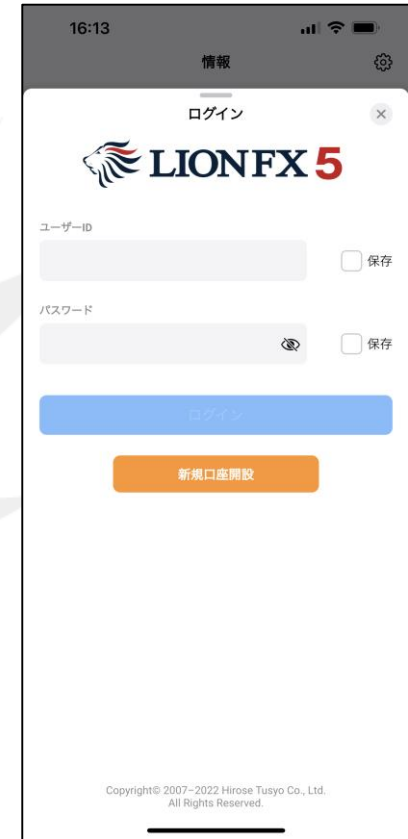 16:13
情報
ログイン
LION FX 5
ユーザーID
保存
パスワード
保存
ログイン
新規口座開設
Copyright© 2007-2022 Hirose Tusyo Co., Ltd.
All Rights Reserved.